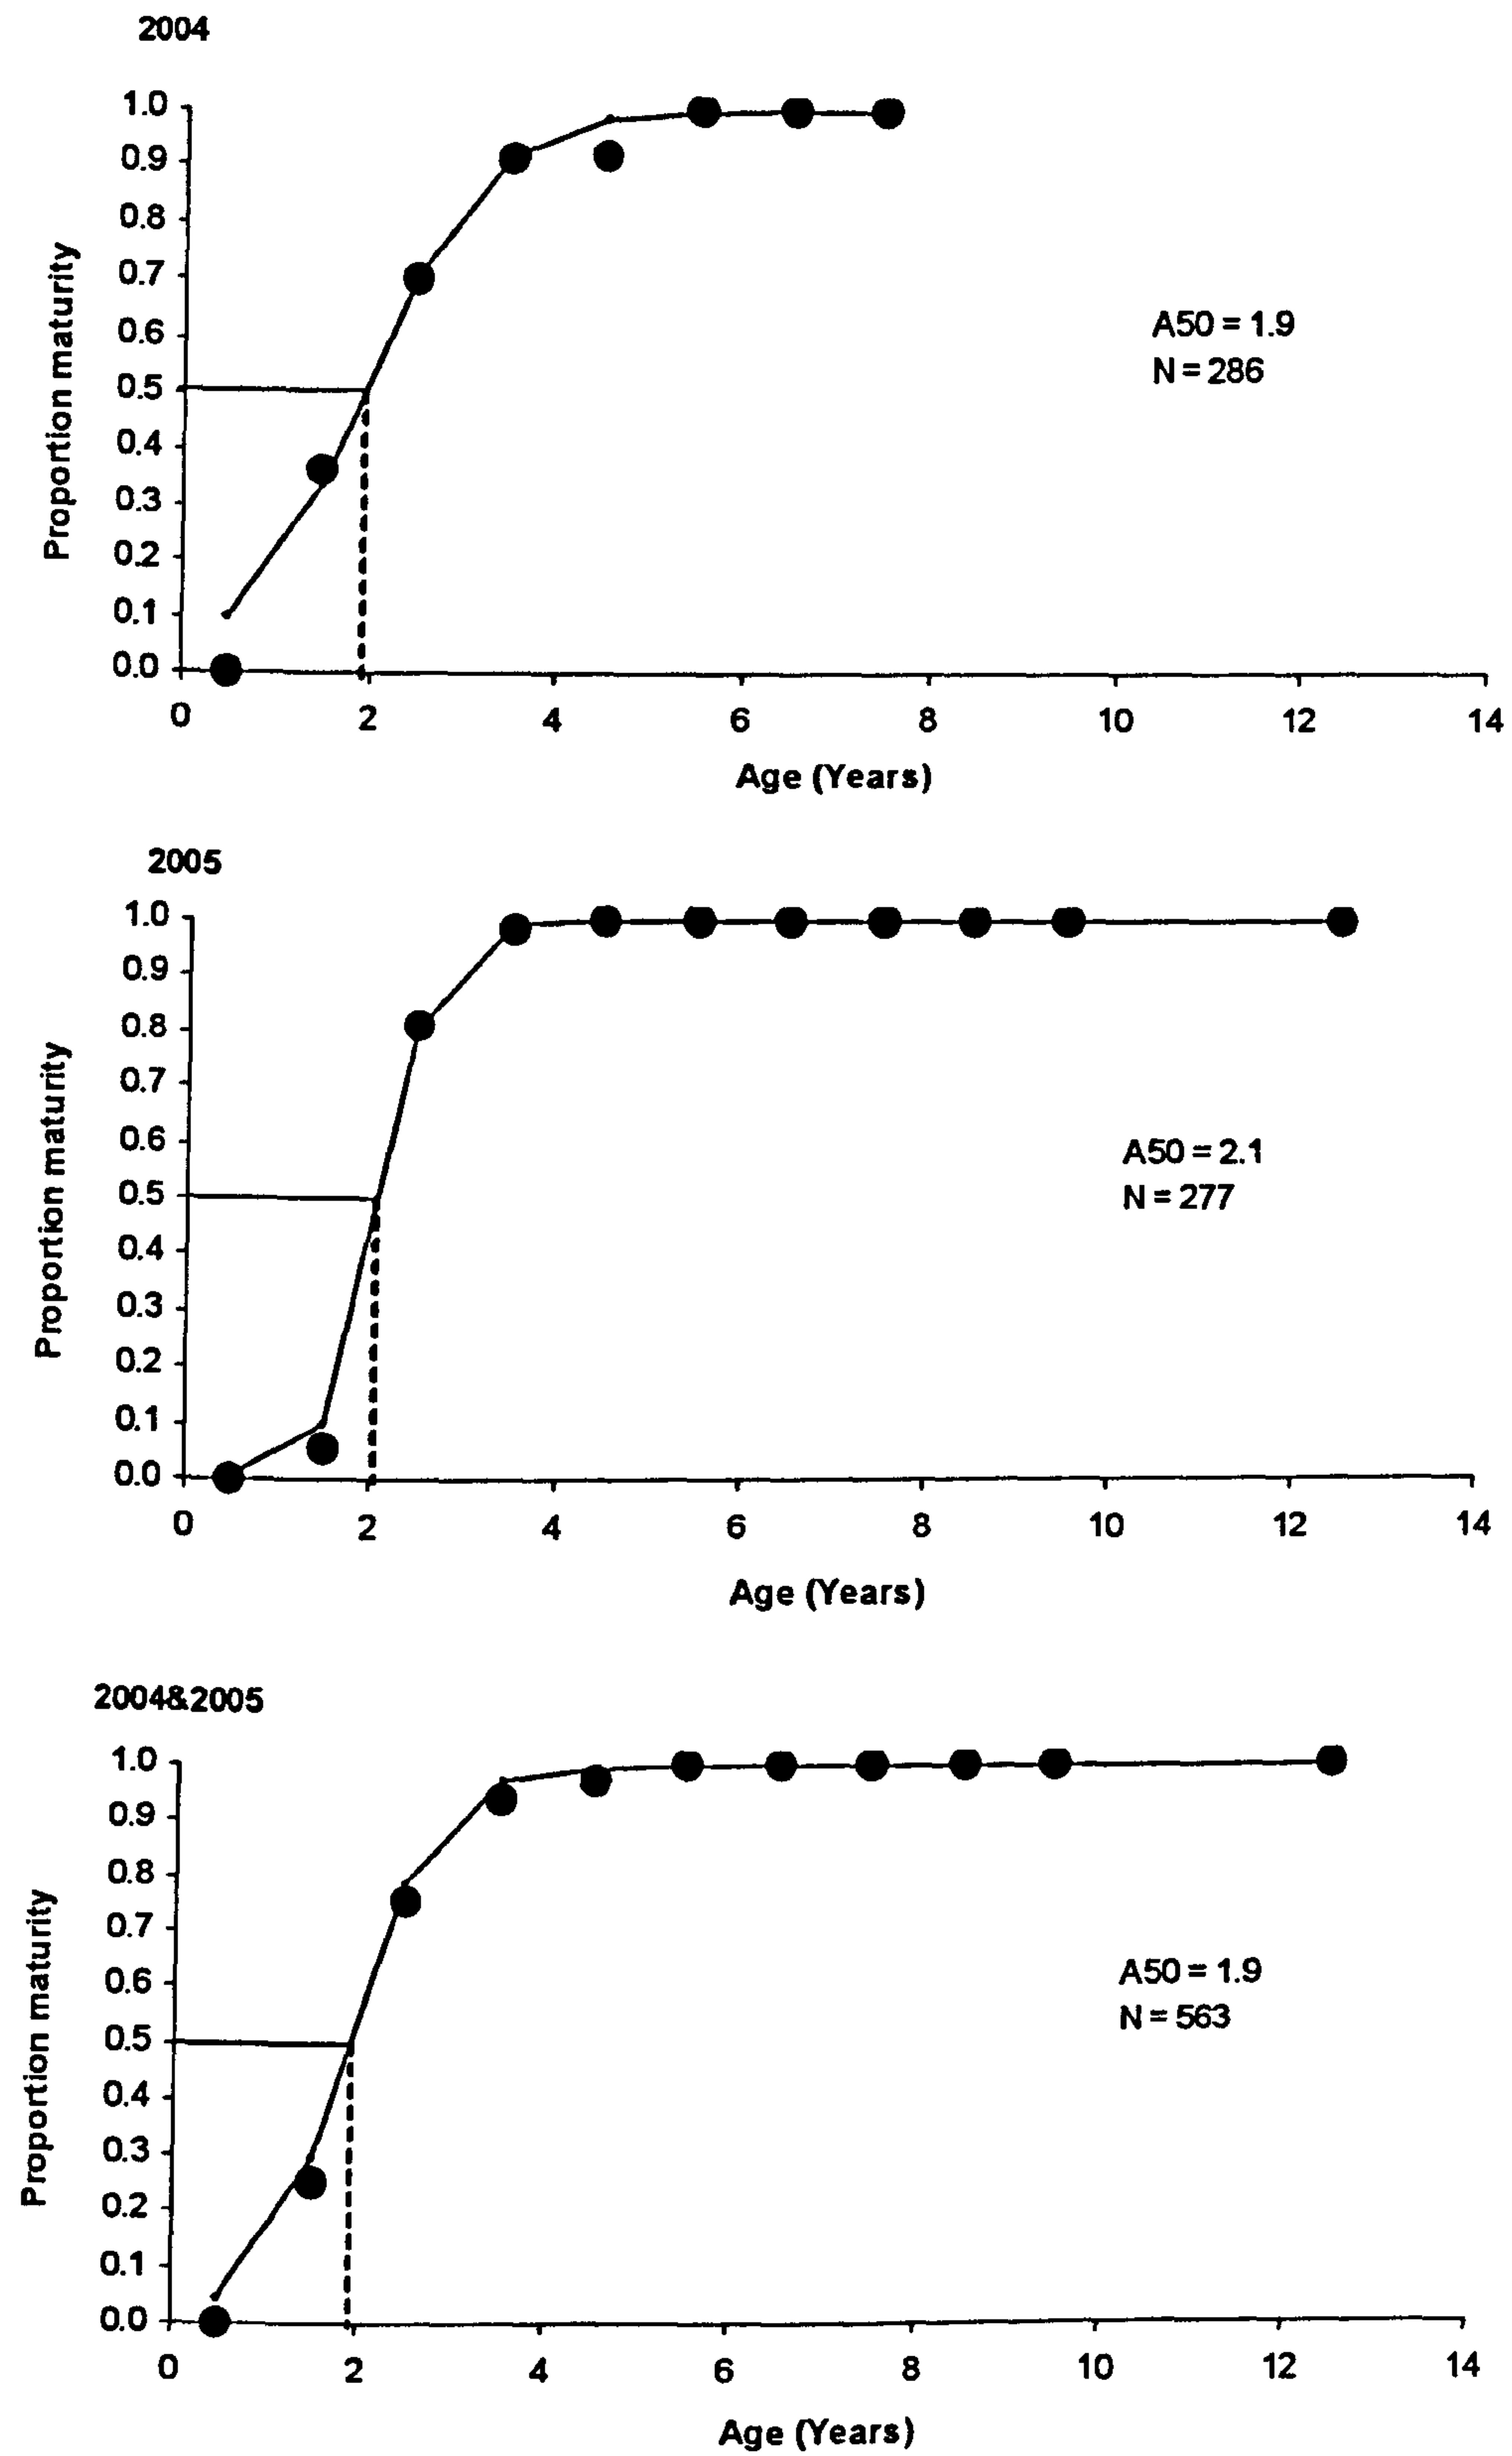 2004
1.0
0.9
0.8
0.7
0.6
0.5
0.4
0.3
0.2
0.1
0.0
Proportion maturity
A50 = 1.9
N = 286
0 2 4 6 8 10 12 14
Age (Years)
2005
1.0
0.9
0.8
0.7
0.6
0.5
0.4
0.3
0.2
0.1
0.0
Proportion maturity
A50 = 2.1
N = 277
0 2 4 6 8 10 12 14
Age (Years)
2004&2005
1.0
0.9
0.8
0.7
0.6
0.5
0.4
0.3
0.2
0.1
0.0
Proportion maturity
A50 = 1.9
N = 563
0 2 4 6 8 10 12 14
Age (Years)